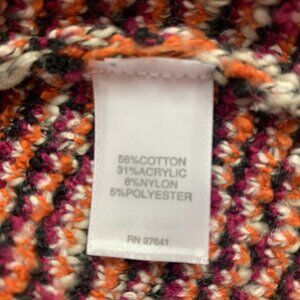 56%COTTON
31%ACRYLIC
8%NYLON
5%POLYESTER
RN 07641